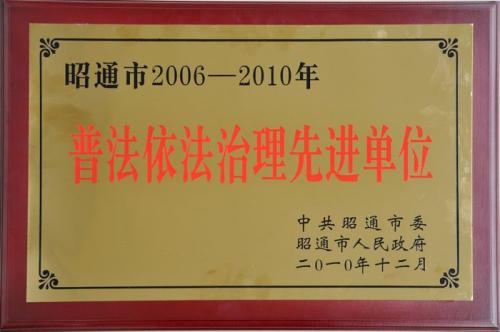 昭通市2006—2010年
普法依法治理先进单位
中共昭通市委
昭通市人民政府
二〇一〇年十二月